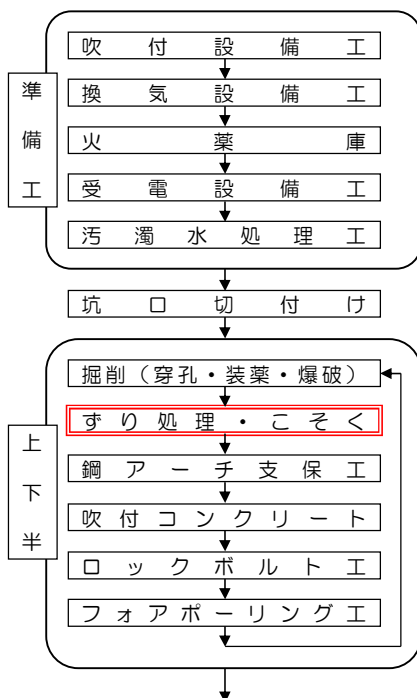 準備工
吹付設備工
換気設備工
火薬庫
受電設備工
汚濁水処理工
坑口切付け
上下半
掘削（穿孔・装薬・爆破）
ずり処理・こそく
鋼アーチ支保工
吹付コンクリート
ロックボルト工
フォアポーリング工